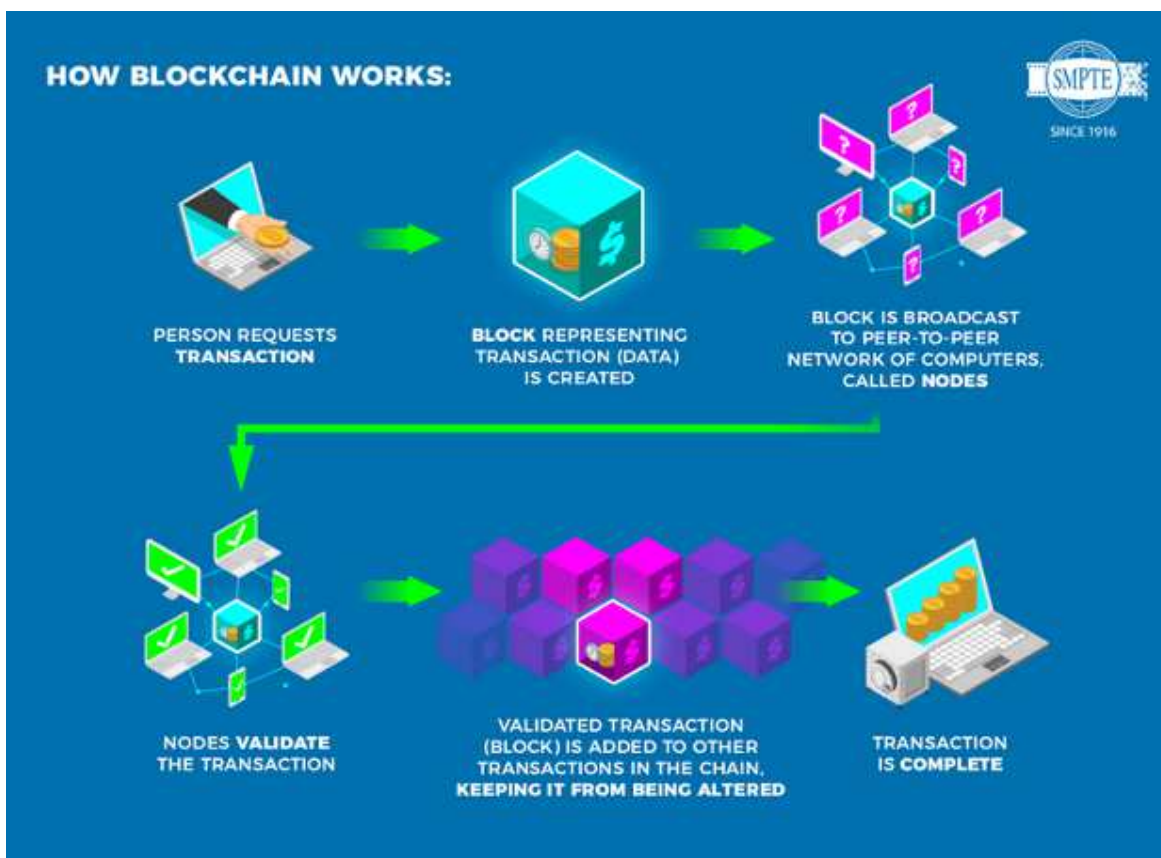 HOW BLOCKCHAIN WORKS:
SMPTE
SINCE 1916
PERSON REQUESTS
TRANSACTION
BLOCK REPRESENTING
TRANSACTION (DATA)
IS CREATED
BLOCK IS BROADCAST
TO PEER-TO-PEER
NETWORK OF COMPUTERS,
CALLED NODES
NODES VALIDATE
THE TRANSACTION
VALIDATED TRANSACTION
(BLOCK) IS ADDED TO OTHER
TRANSACTIONS IN THE CHAIN,
KEEPING IT FROM BEING ALTERED
TRANSACTION
IS COMPLETE